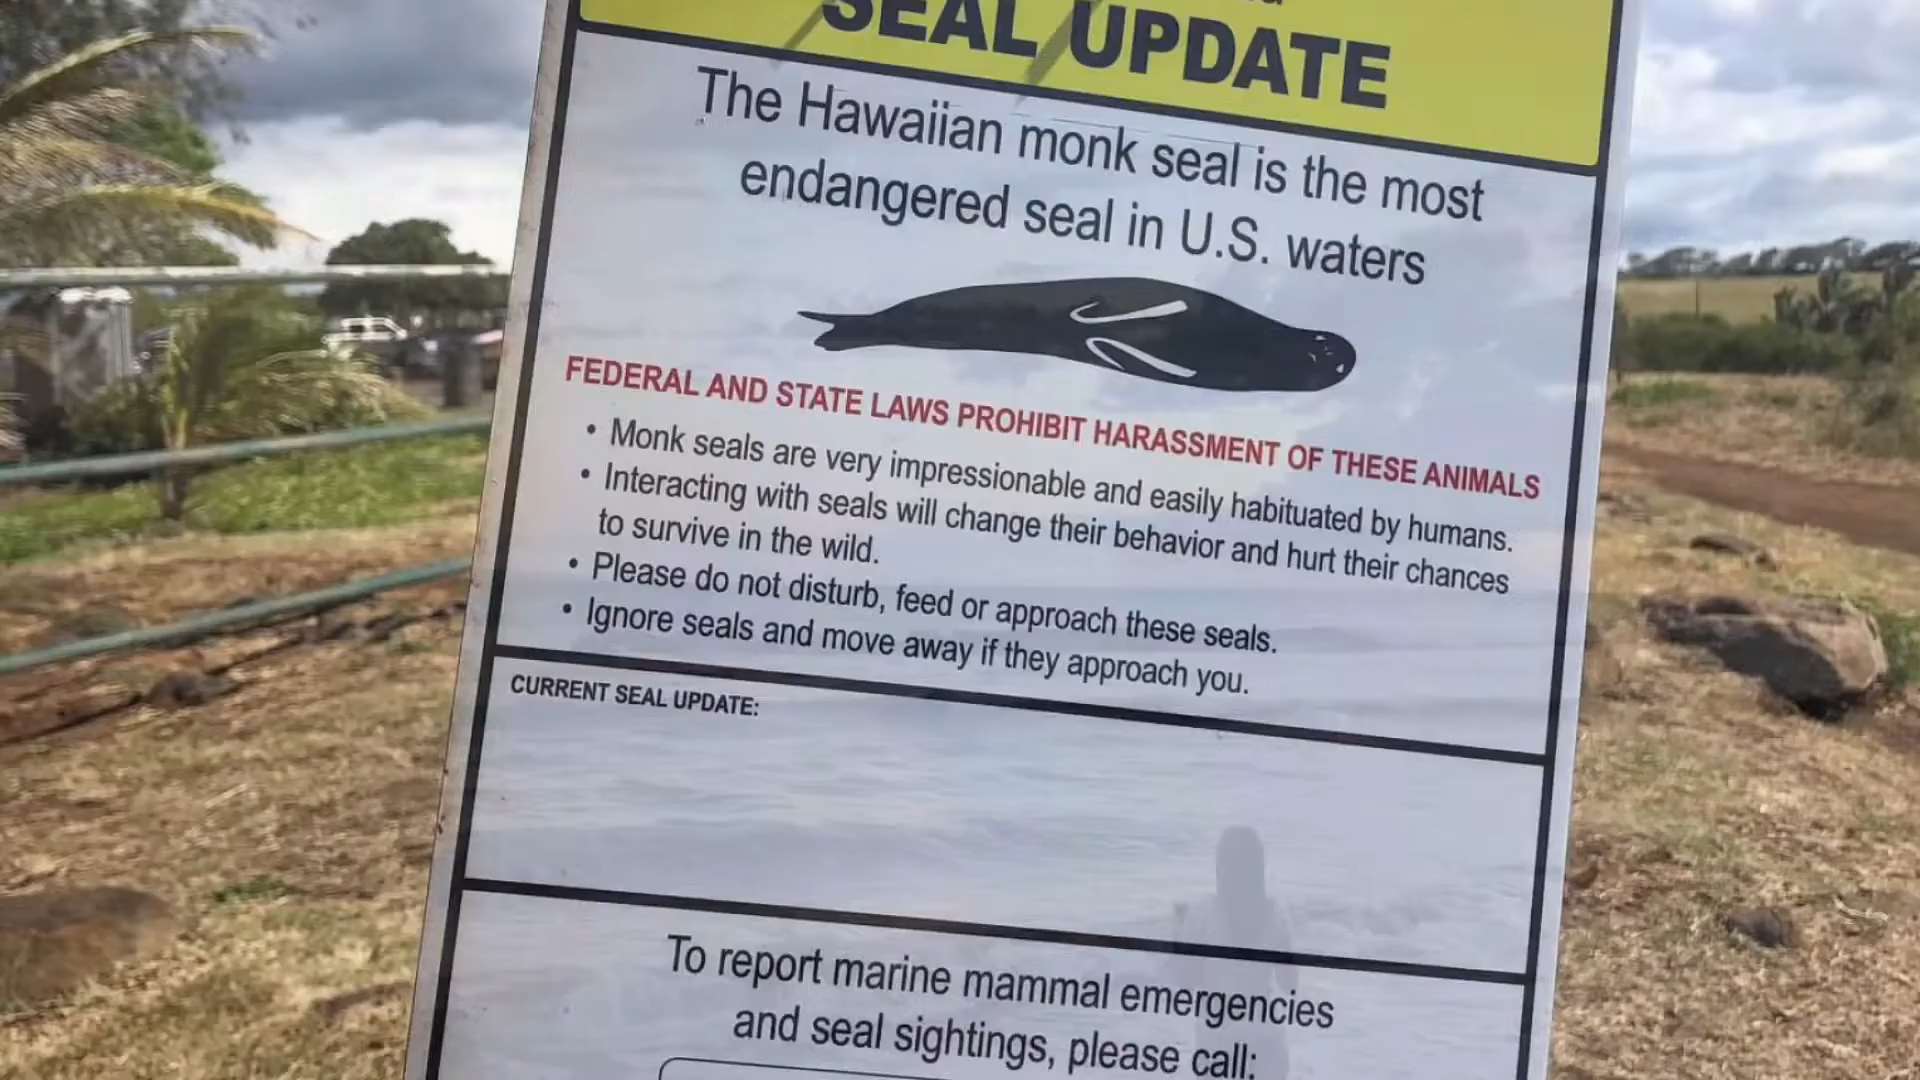 SEAL UPDATE
The Hawaiian monk seal is the most
endangered seal in U.S. waters
FEDERAL AND STATE LAWS PROHIBIT HARASSMENT OF THESE ANIMALS
• Monk seals are very impressionable and easily habituated by humans.
• Interacting with seals will change their behavior and hurt their chances
to survive in the wild.
• Please do not disturb, feed or approach these seals.
• Ignore seals and move away if they approach you.
CURRENT SEAL UPDATE:
To report marine mammal emergencies
and seal sightings, please call: